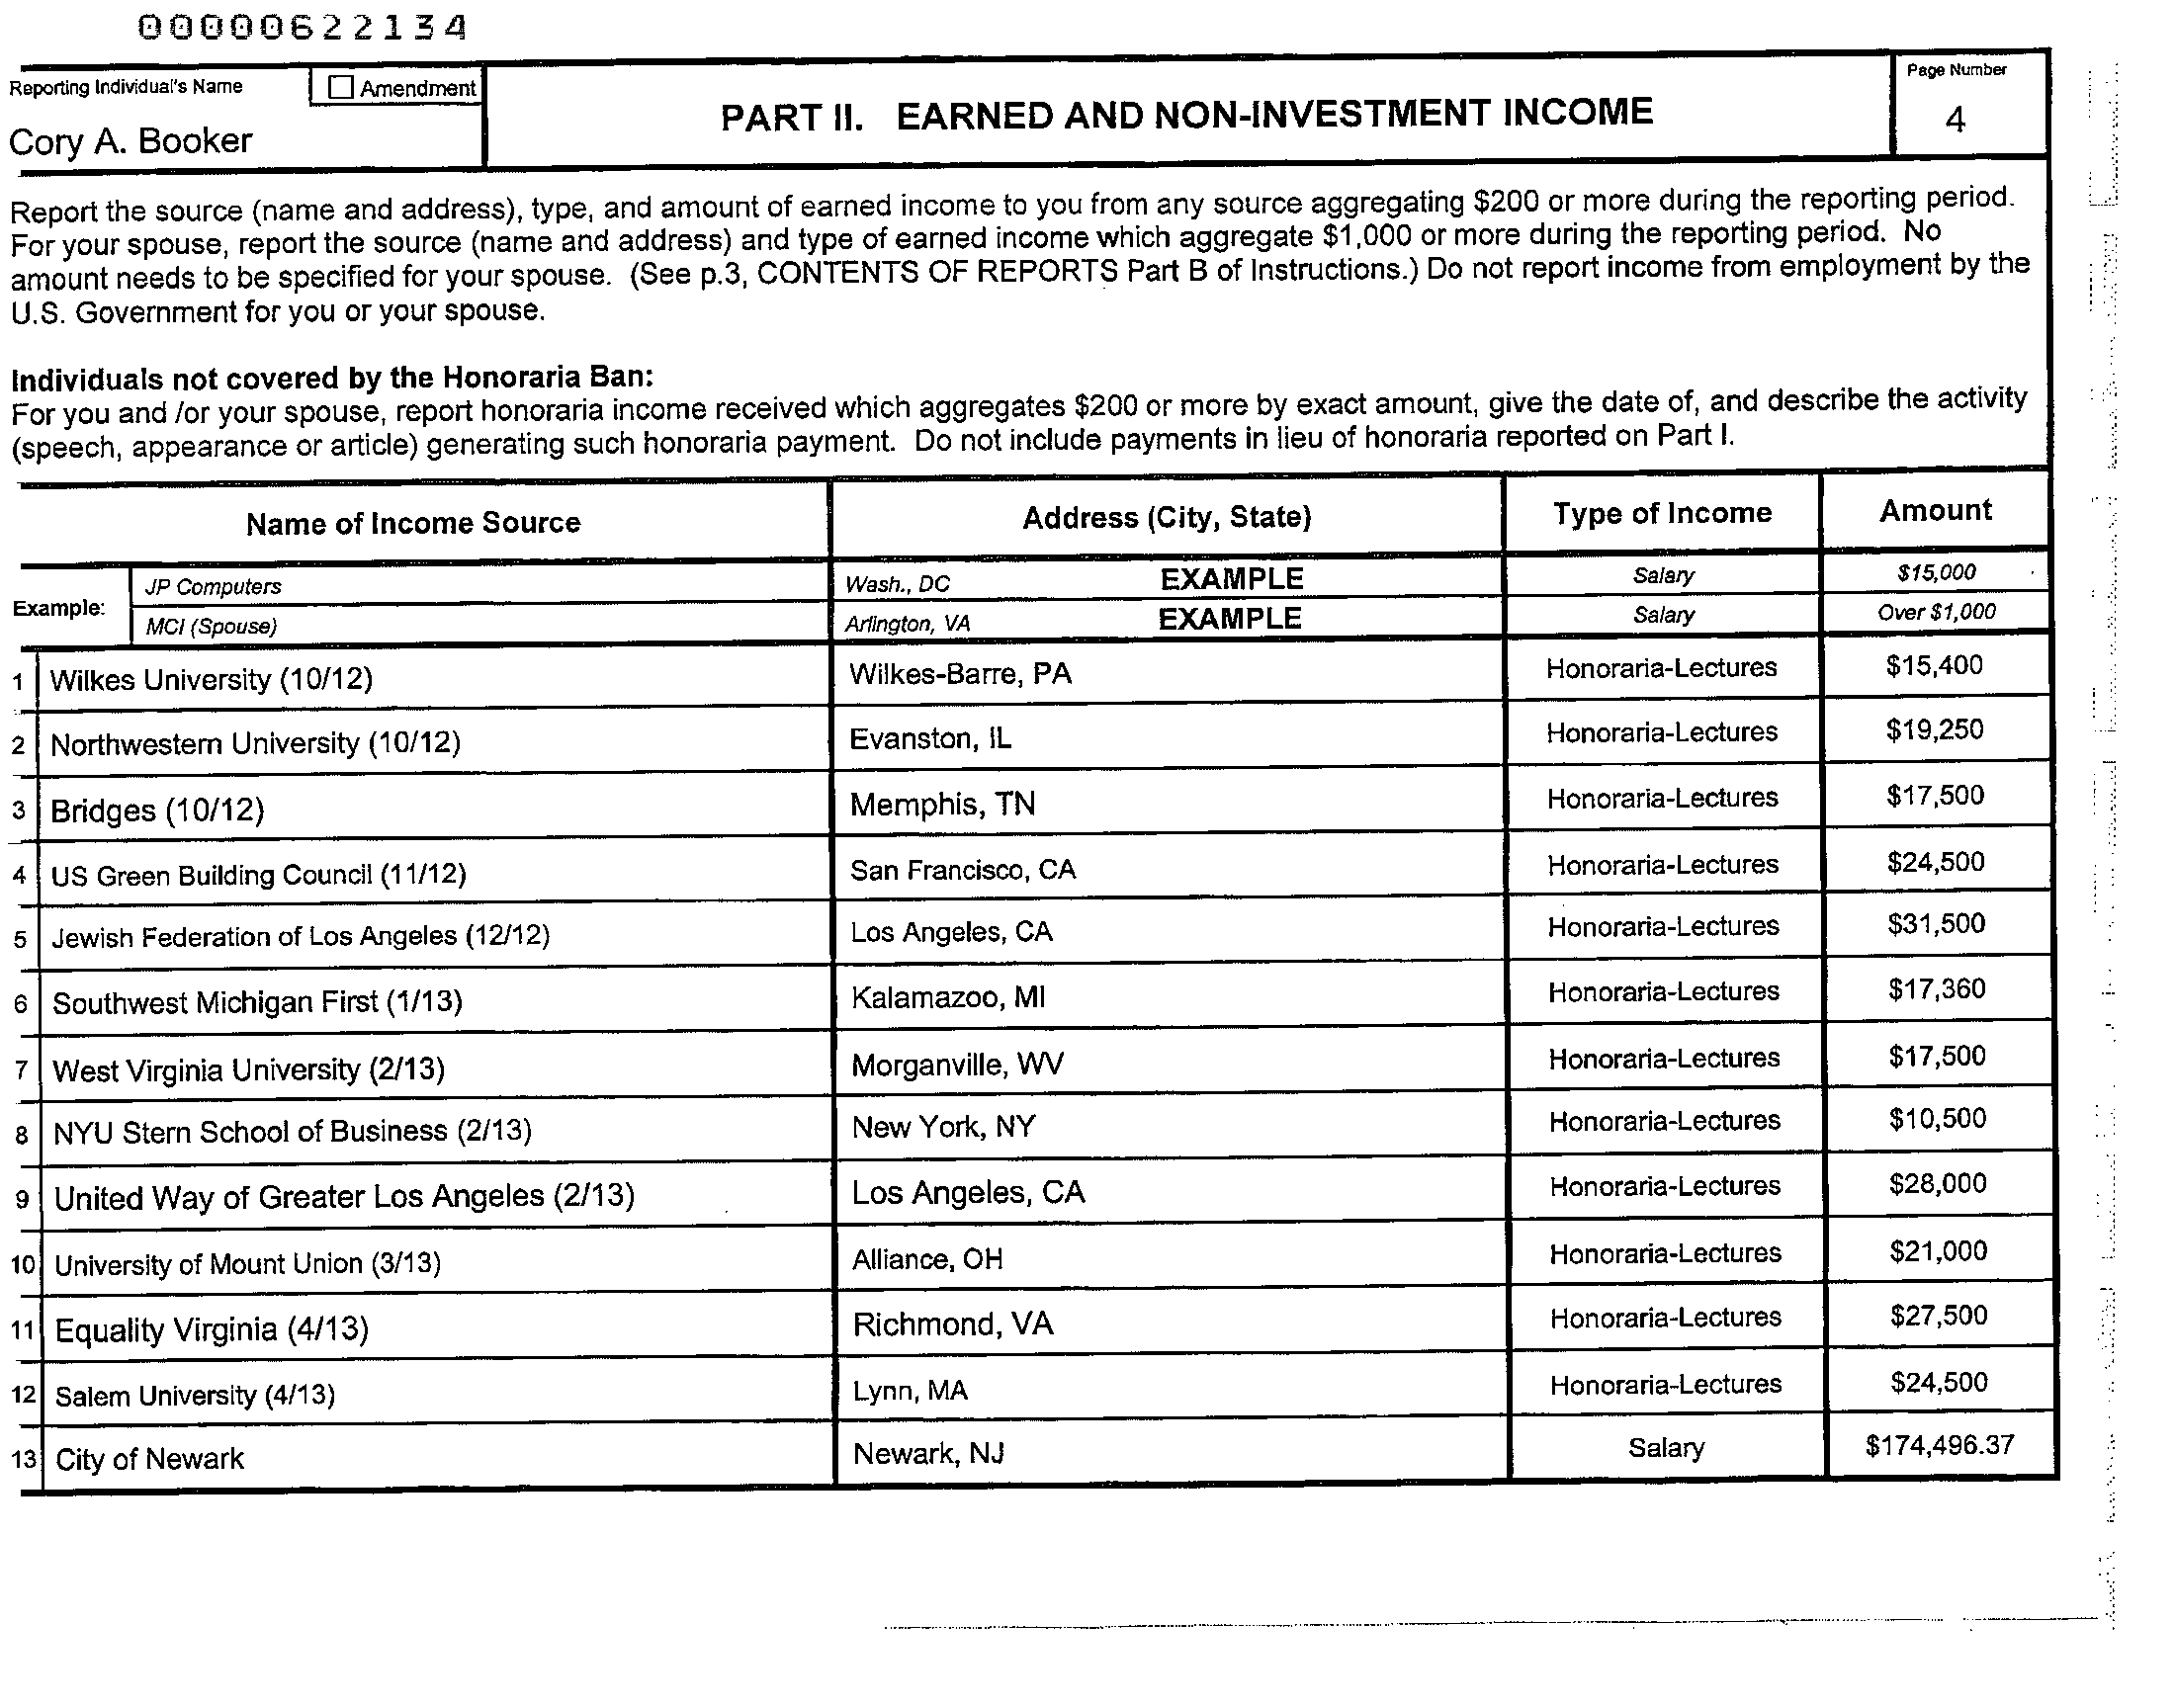 00000622134
Reporting Individual's Name
Amendment
Cory A. Booker
PART II. EARNED AND NON-INVESTMENT INCOME
Page Number
4
Report the source (name and address), type, and amount of earned income to you from any source aggregating $200 or more during the reporting period.
For your spouse, report the source (name and address) and type of earned income which aggregate $1,000 or more during the reporting period. No
amount needs to be specified for your spouse. (See p.3, CONTENTS OF REPORTS Part B of Instructions.) Do not report income from employment by the
U.S. Government for you or your spouse.
Individuals not covered by the Honoraria Ban:
For you and /or your spouse, report honoraria income received which aggregates $200 or more by exact amount, give the date of, and describe the activity
(speech, appearance or article) generating such honoraria payment. Do not include payments in lieu of honoraria reported on Part I.
Name of Income Source Address (City, State) Type of Income Amount
Example: JP Computers Wash., DC EXAMPLE Salary $15,000
MCI (Spouse) Arlington, VA EXAMPLE Salary Over $1,000
1 Wilkes University (10/12) Wilkes-Barre, PA Honoraria-Lectures $15,400
2 Northwestern University (10/12) Evanston, IL Honoraria-Lectures $19,250
3 Bridges (10/12) Memphis, TN Honoraria-Lectures $17,500
4 US Green Building Council (11/12) San Francisco, CA Honoraria-Lectures $24,500
5 Jewish Federation of Los Angeles (12/12) Los Angeles, CA Honoraria-Lectures $31,500
6 Southwest Michigan First (1/13) Kalamazoo, MI Honoraria-Lectures $17,360
7 West Virginia University (2/13) Morganville, WV Honoraria-Lectures $17,500
8 NYU Stern School of Business (2/13) New York, NY Honoraria-Lectures $10,500
9 United Way of Greater Los Angeles (2/13) Los Angeles, CA Honoraria-Lectures $28,000
10 University of Mount Union (3/13) Alliance, OH Honoraria-Lectures $21,000
11 Equality Virginia (4/13) Richmond, VA Honoraria-Lectures $27,500
12 Salem University (4/13) Lynn, MA Honoraria-Lectures $24,500
13 City of Newark Newark, NJ Salary $174,496.37